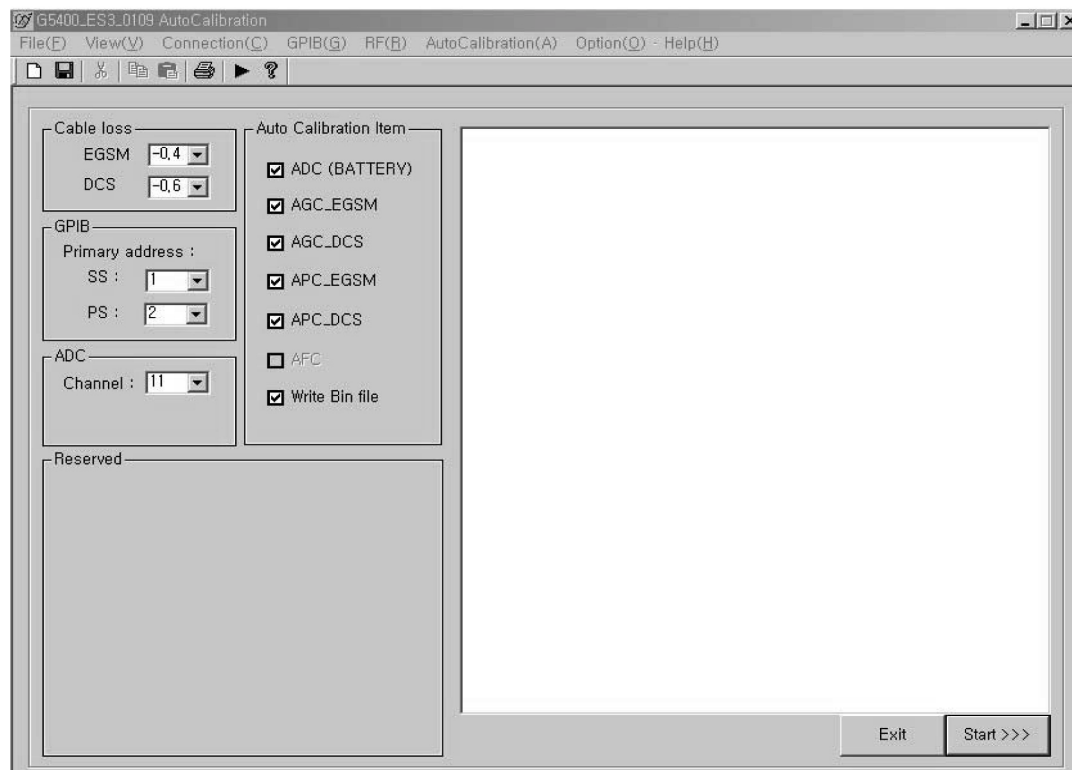 G5400_ES3_0109 AutoCalibration
File(F) View(V) Connection(C) GPIB(G) RF(R) AutoCalibration(A) Option(O) - Help(H)
Cable loss
EGSM -0,4
DCS -0,6
GPIB
Primary address :
SS : 1
PS : 2
ADC
Channel : 11
Auto Calibration Item
ADC (BATTERY)
AGC_EGSM
AGC_DCS
APC_EGSM
APC_DCS
AFC
Write Bin file
Reserved
Exit
Start >>>